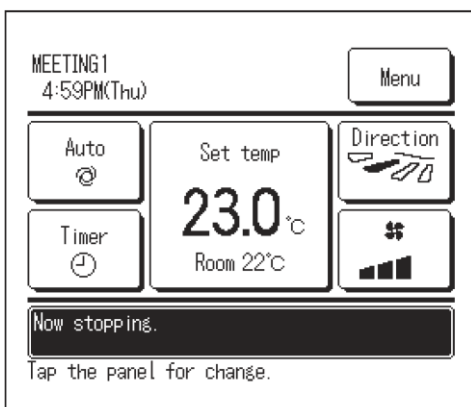 MEETING1
4:59PM(Thu)
Menu
Auto
Set temp
Direction
23.0℃
Timer
Room 22℃
Now stopping.
Tap the panel for change.